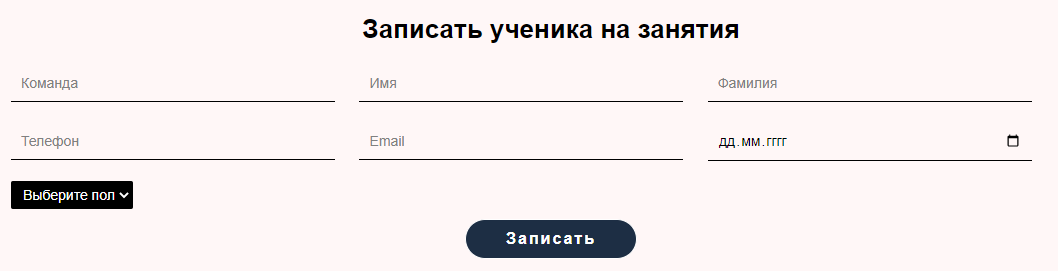 Записать ученика на занятия
Команда Имя Фамилия
Телефон Email дд.мм.гггг
Выберите пол
Записать